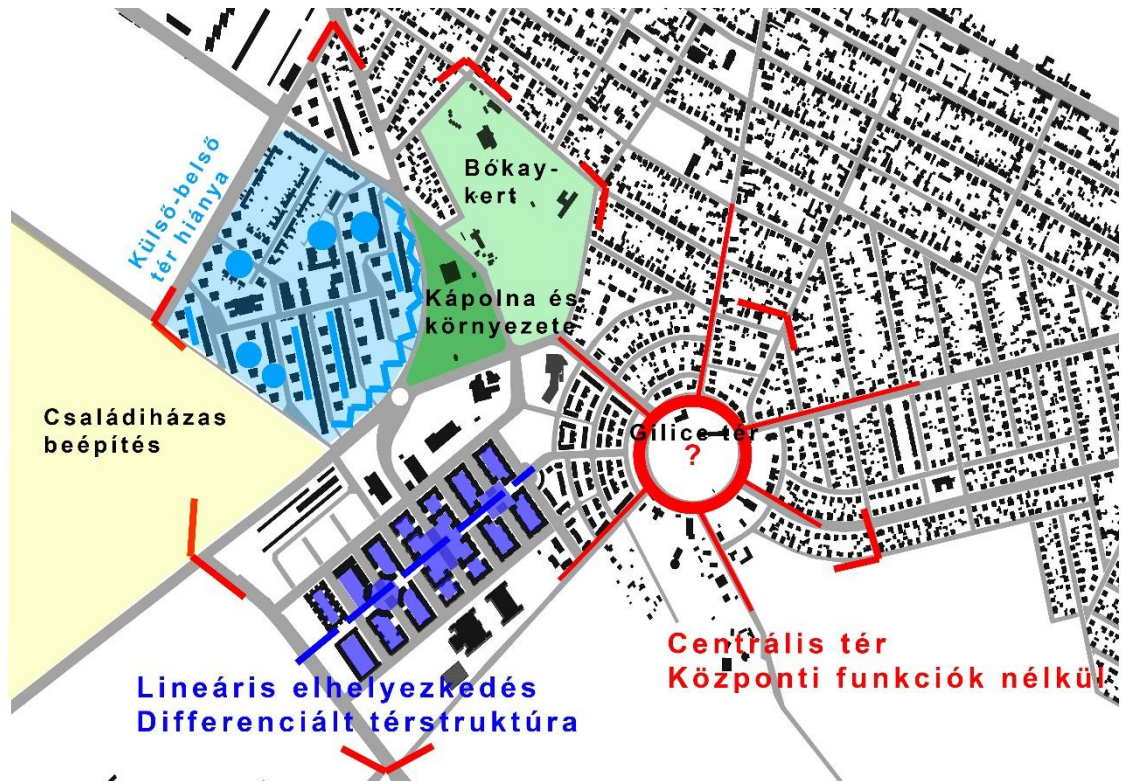 Bókay-
kert
Külső-belső
tér hiánya
Kápolna és
környezete
Családiházas
beépítés
Gilice tér
?
Centrális tér
Központi funkciók nélkül
Lineáris elhelyezkedés
Differenciált térstruktúra